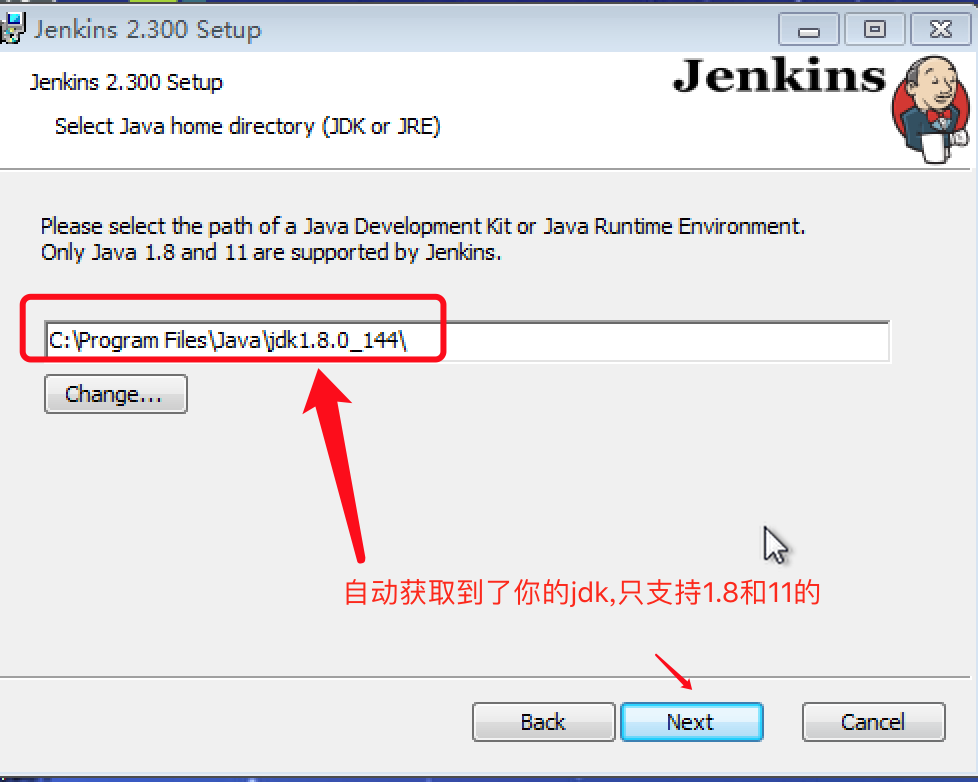 Jenkins 2.300 Setup
Jenkins 2.300 Setup
Jenkins
Select Java home directory (JDK or JRE)
Please select the path of a Java Development Kit or Java Runtime Environment.
Only Java 1.8 and 11 are supported by Jenkins.
C:\Program Files\Java\jdk1.8.0_144\
Change...
自动获取到了你的jdk,只支持1.8和11的
Back
Next
Cancel